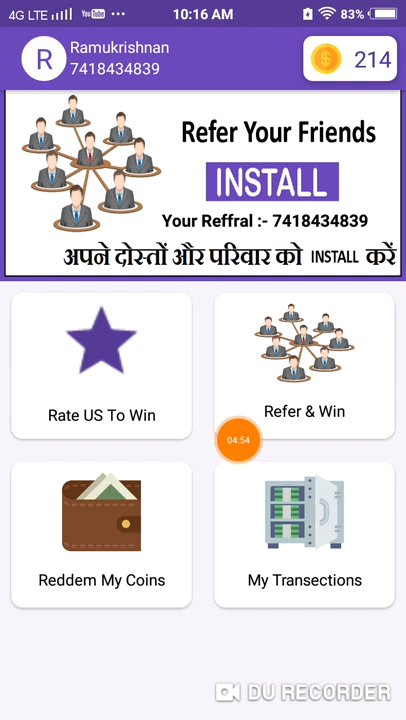 4G LTE YouTube 10:16 AM 83%
R Ramukrishnan
7418434839
$ 214
Refer Your Friends
INSTALL
Your Reffral :- 7418434839
अपने दोस्तों और परिवार को INSTALL करें
Rate US To Win
Refer & Win
04:54
Reddem My Coins
My Transections
DU RECORDER